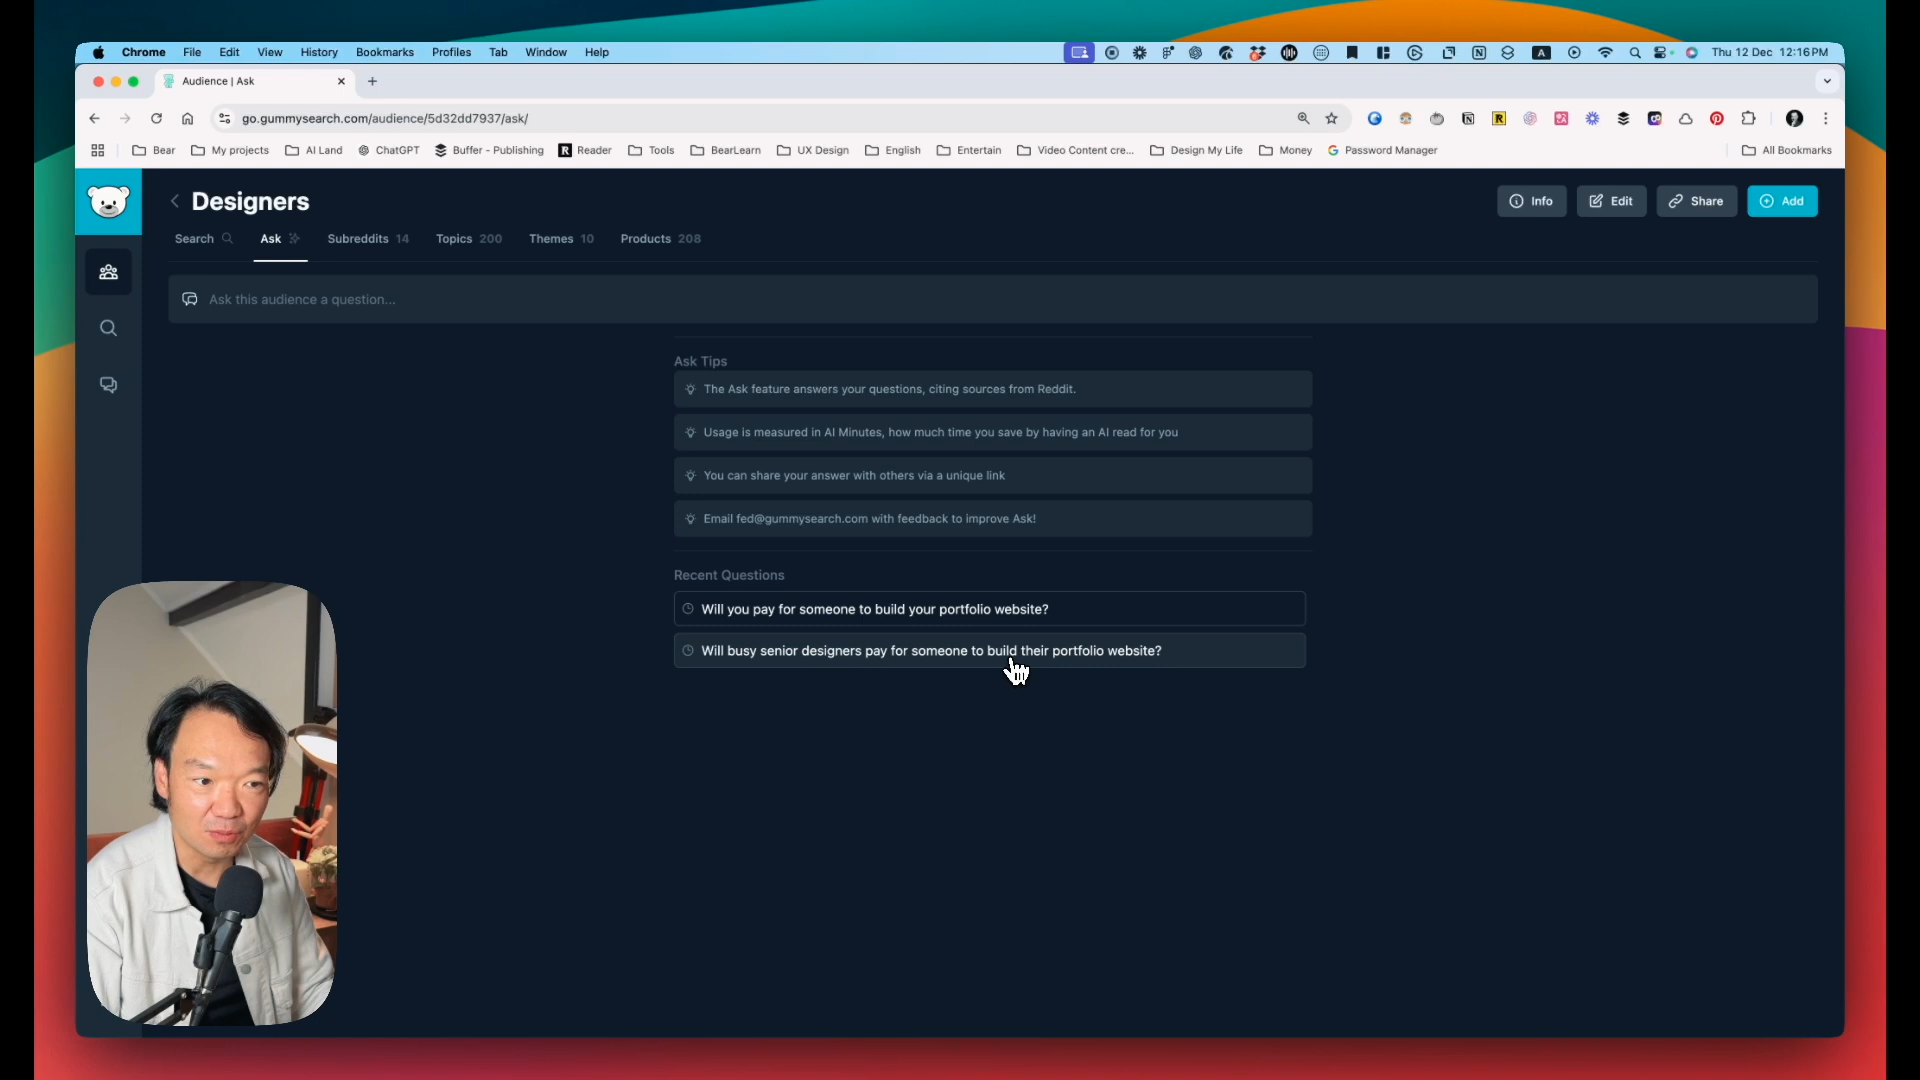 Chrome File Edit View History Bookmarks Profiles Tab Window Help
A Thu 12 Dec 12:16 PM
Audience | Ask
go.gummysearch.com/audience/5d32dd7937/ask/
Bear My projects AI Land ChatGPT Buffer - Publishing R Reader Tools BearLearn UX Design English Entertain Video Content cre... Design My Life Money Password Manager All Bookmarks
Designers
Info Edit Share Add
Search Ask Subreddits 14 Topics 200 Themes 10 Products 208
Ask this audience a question...
Ask Tips
The Ask feature answers your questions, citing sources from Reddit.
Usage is measured in AI Minutes, how much time you save by having an AI read for you
You can share your answer with others via a unique link
Email fed@gummysearch.com with feedback to improve Ask!
Recent Questions
Will you pay for someone to build your portfolio website?
Will busy senior designers pay for someone to build their portfolio website?